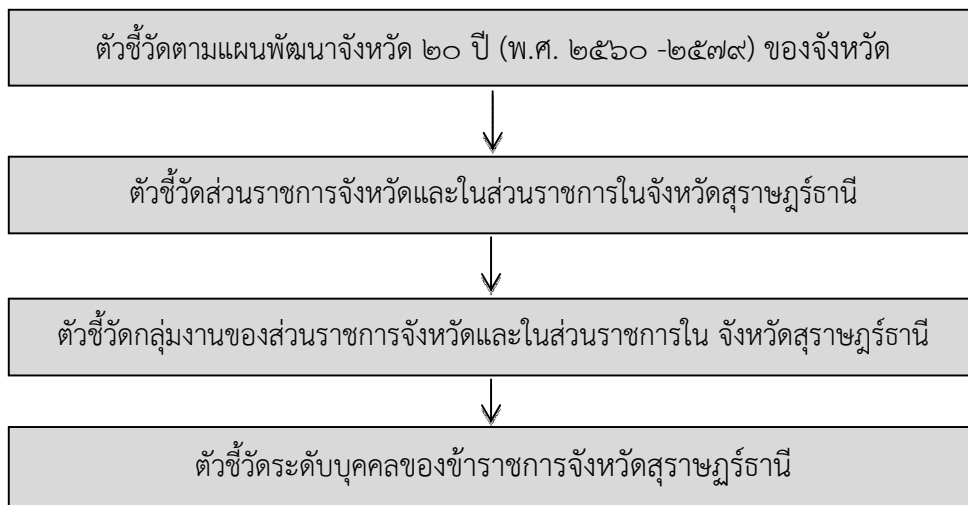 ตัวชี้วัดตามแผนพัฒนาจังหวัด ๒๐ ปี (พ.ศ. ๒๕๖๐ -๒๕๗๙) ของจังหวัด
ตัวชี้วัดส่วนราชการจังหวัดและในส่วนราชการในจังหวัดสุราษฎร์ธานี
ตัวชี้วัดกลุ่มงานของส่วนราชการจังหวัดและในส่วนราชการใน จังหวัดสุราษฎร์ธานี
ตัวชี้วัดระดับบุคคลของข้าราชการจังหวัดสุราษฏร์ธานี